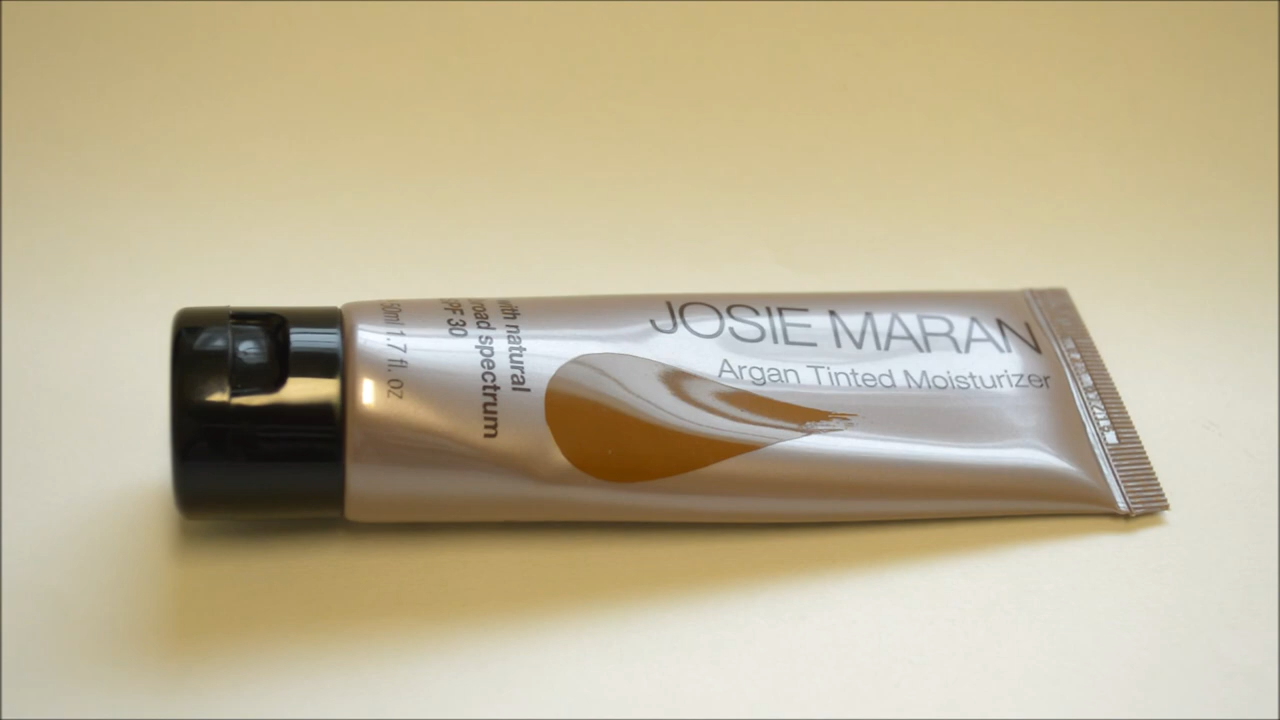 JOSIE MARAN
Argan Tinted Moisturizer
with natural
broad spectrum
SPF 30
50ml 1.7 fl. oz